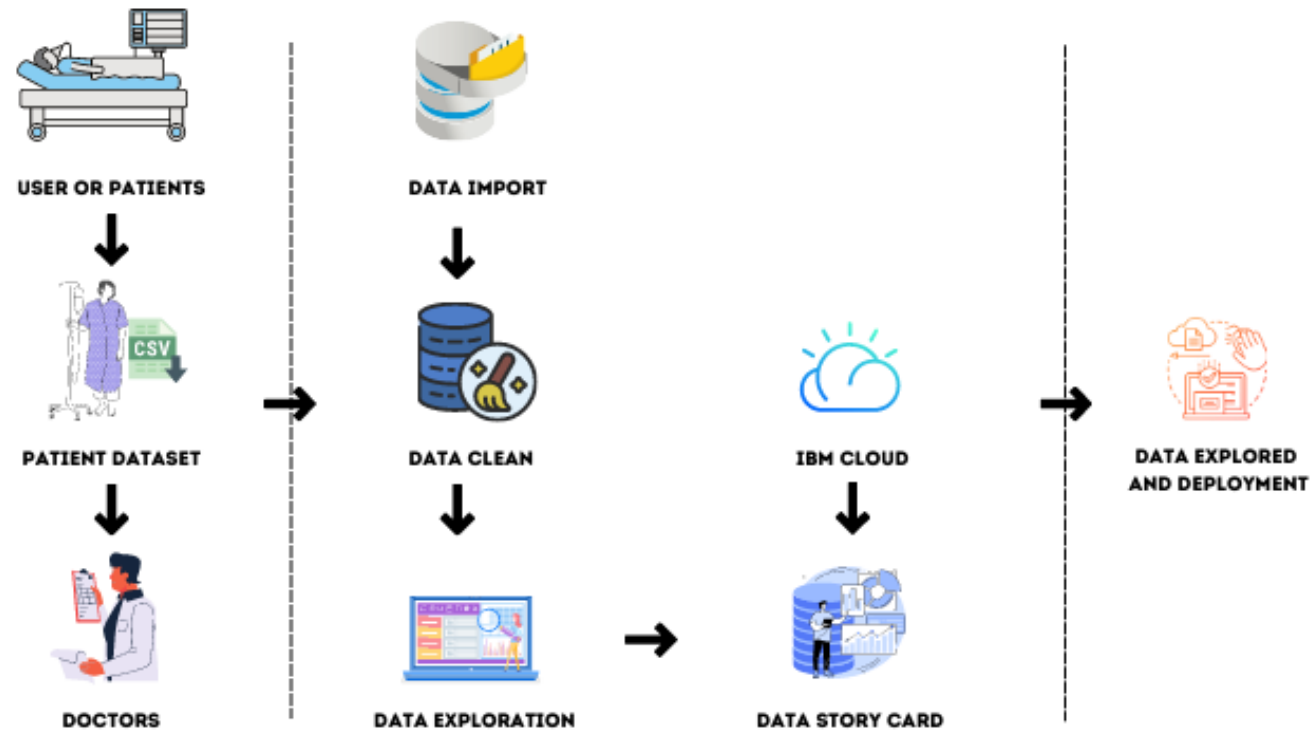 USER OR PATIENTS
CSV
PATIENT DATASET
DOCTORS
DATA IMPORT
DATA CLEAN
DATA EXPLORATION
IBM CLOUD
DATA STORY CARD
DATA EXPLORED
AND DEPLOYMENT